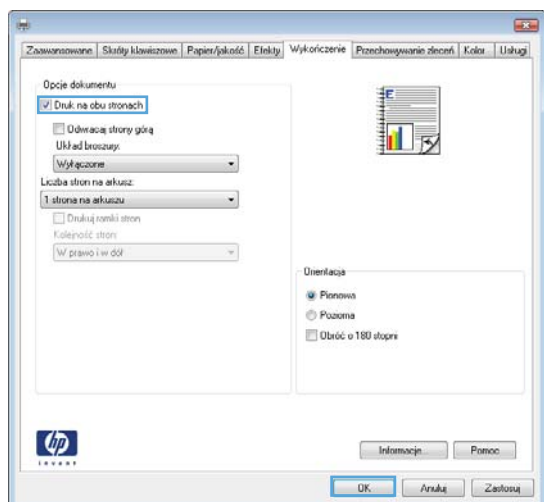 Zaawansowane Skróty klawiszowe Papier/jakość Efekty Wykończenie Przechowywanie zleceń Kolor Usługi
Opcje dokumentu
Druk na obu stronach
Odwracaj strony górą
Układ broszury:
Wyłączone
Liczba stron na arkusz:
1 strona na arkuszu
Drukuj ramki stron
Kolejność stron:
W prawo i w dół
E
Orientacja
Pionowa
Pozioma
Obróć o 180 stopni
hp
invent
Informacje... Pomoc
OK Anuluj Zastosuj